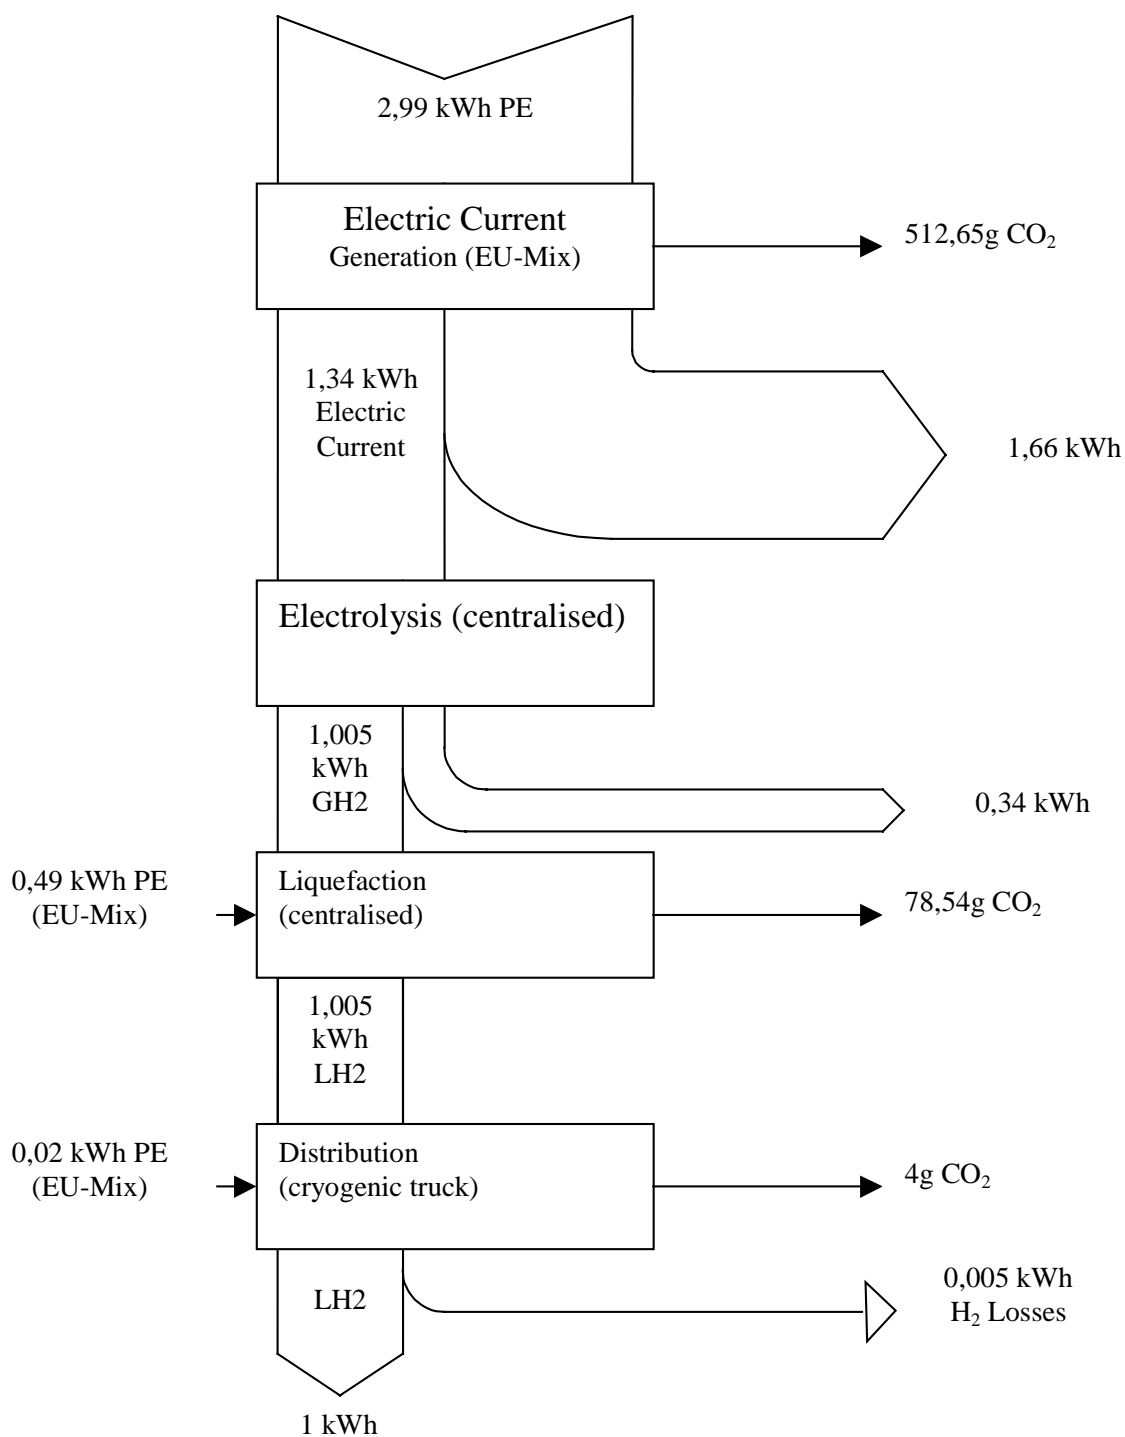 2,99 kWh PE
Electric Current
Generation (EU-Mix)
512,65g CO₂
1,34 kWh
Electric
Current
1,66 kWh
Electrolysis (centralised)
1,005
kWh
GH2
0,34 kWh
0,49 kWh PE
(EU-Mix)
Liquefaction
(centralised)
78,54g CO₂
1,005
kWh
LH2
0,02 kWh PE
(EU-Mix)
Distribution
(cryogenic truck)
4g CO₂
LH2
0,005 kWh
H₂ Losses
1 kWh